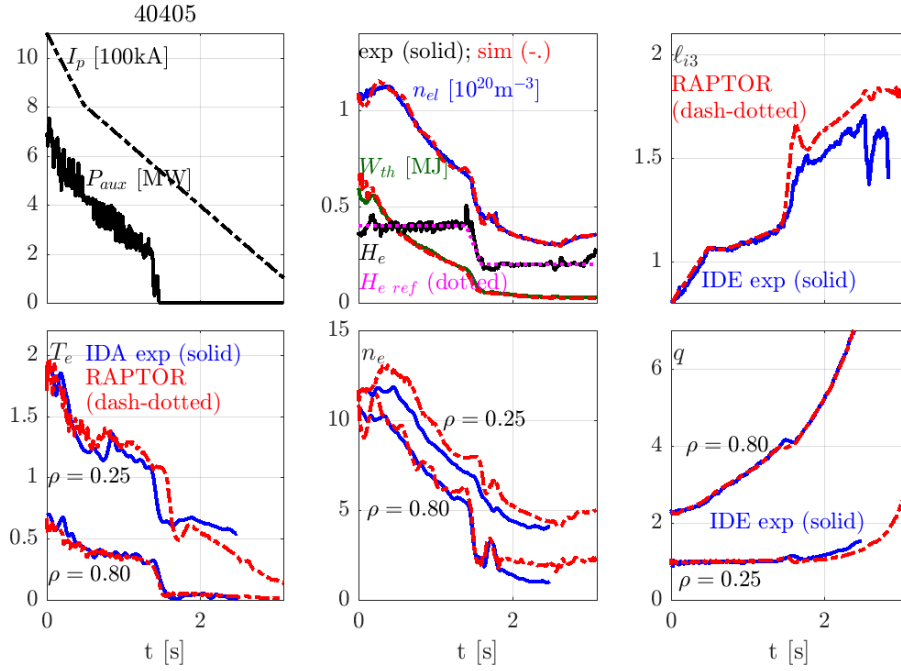 40405
I_p [100kA]
P_aux [MW]
10
8
6
4
2
0
exp (solid); sim (-.)
n_el [10^20 m^−3]
W_th [MJ]
H_e
H_e ref (dotted)
1
0.5
0
ℓ_i3
RAPTOR
(dash-dotted)
IDE exp (solid)
2
1.5
1
T_e
IDA exp (solid)
RAPTOR
(dash-dotted)
ρ = 0.25
ρ = 0.80
2
1.5
1
0.5
0
0
2
t [s]
n_e
ρ = 0.25
ρ = 0.80
15
10
5
0
0
2
t [s]
q
ρ = 0.80
IDE exp (solid)
ρ = 0.25
6
4
2
0
0
2
t [s]